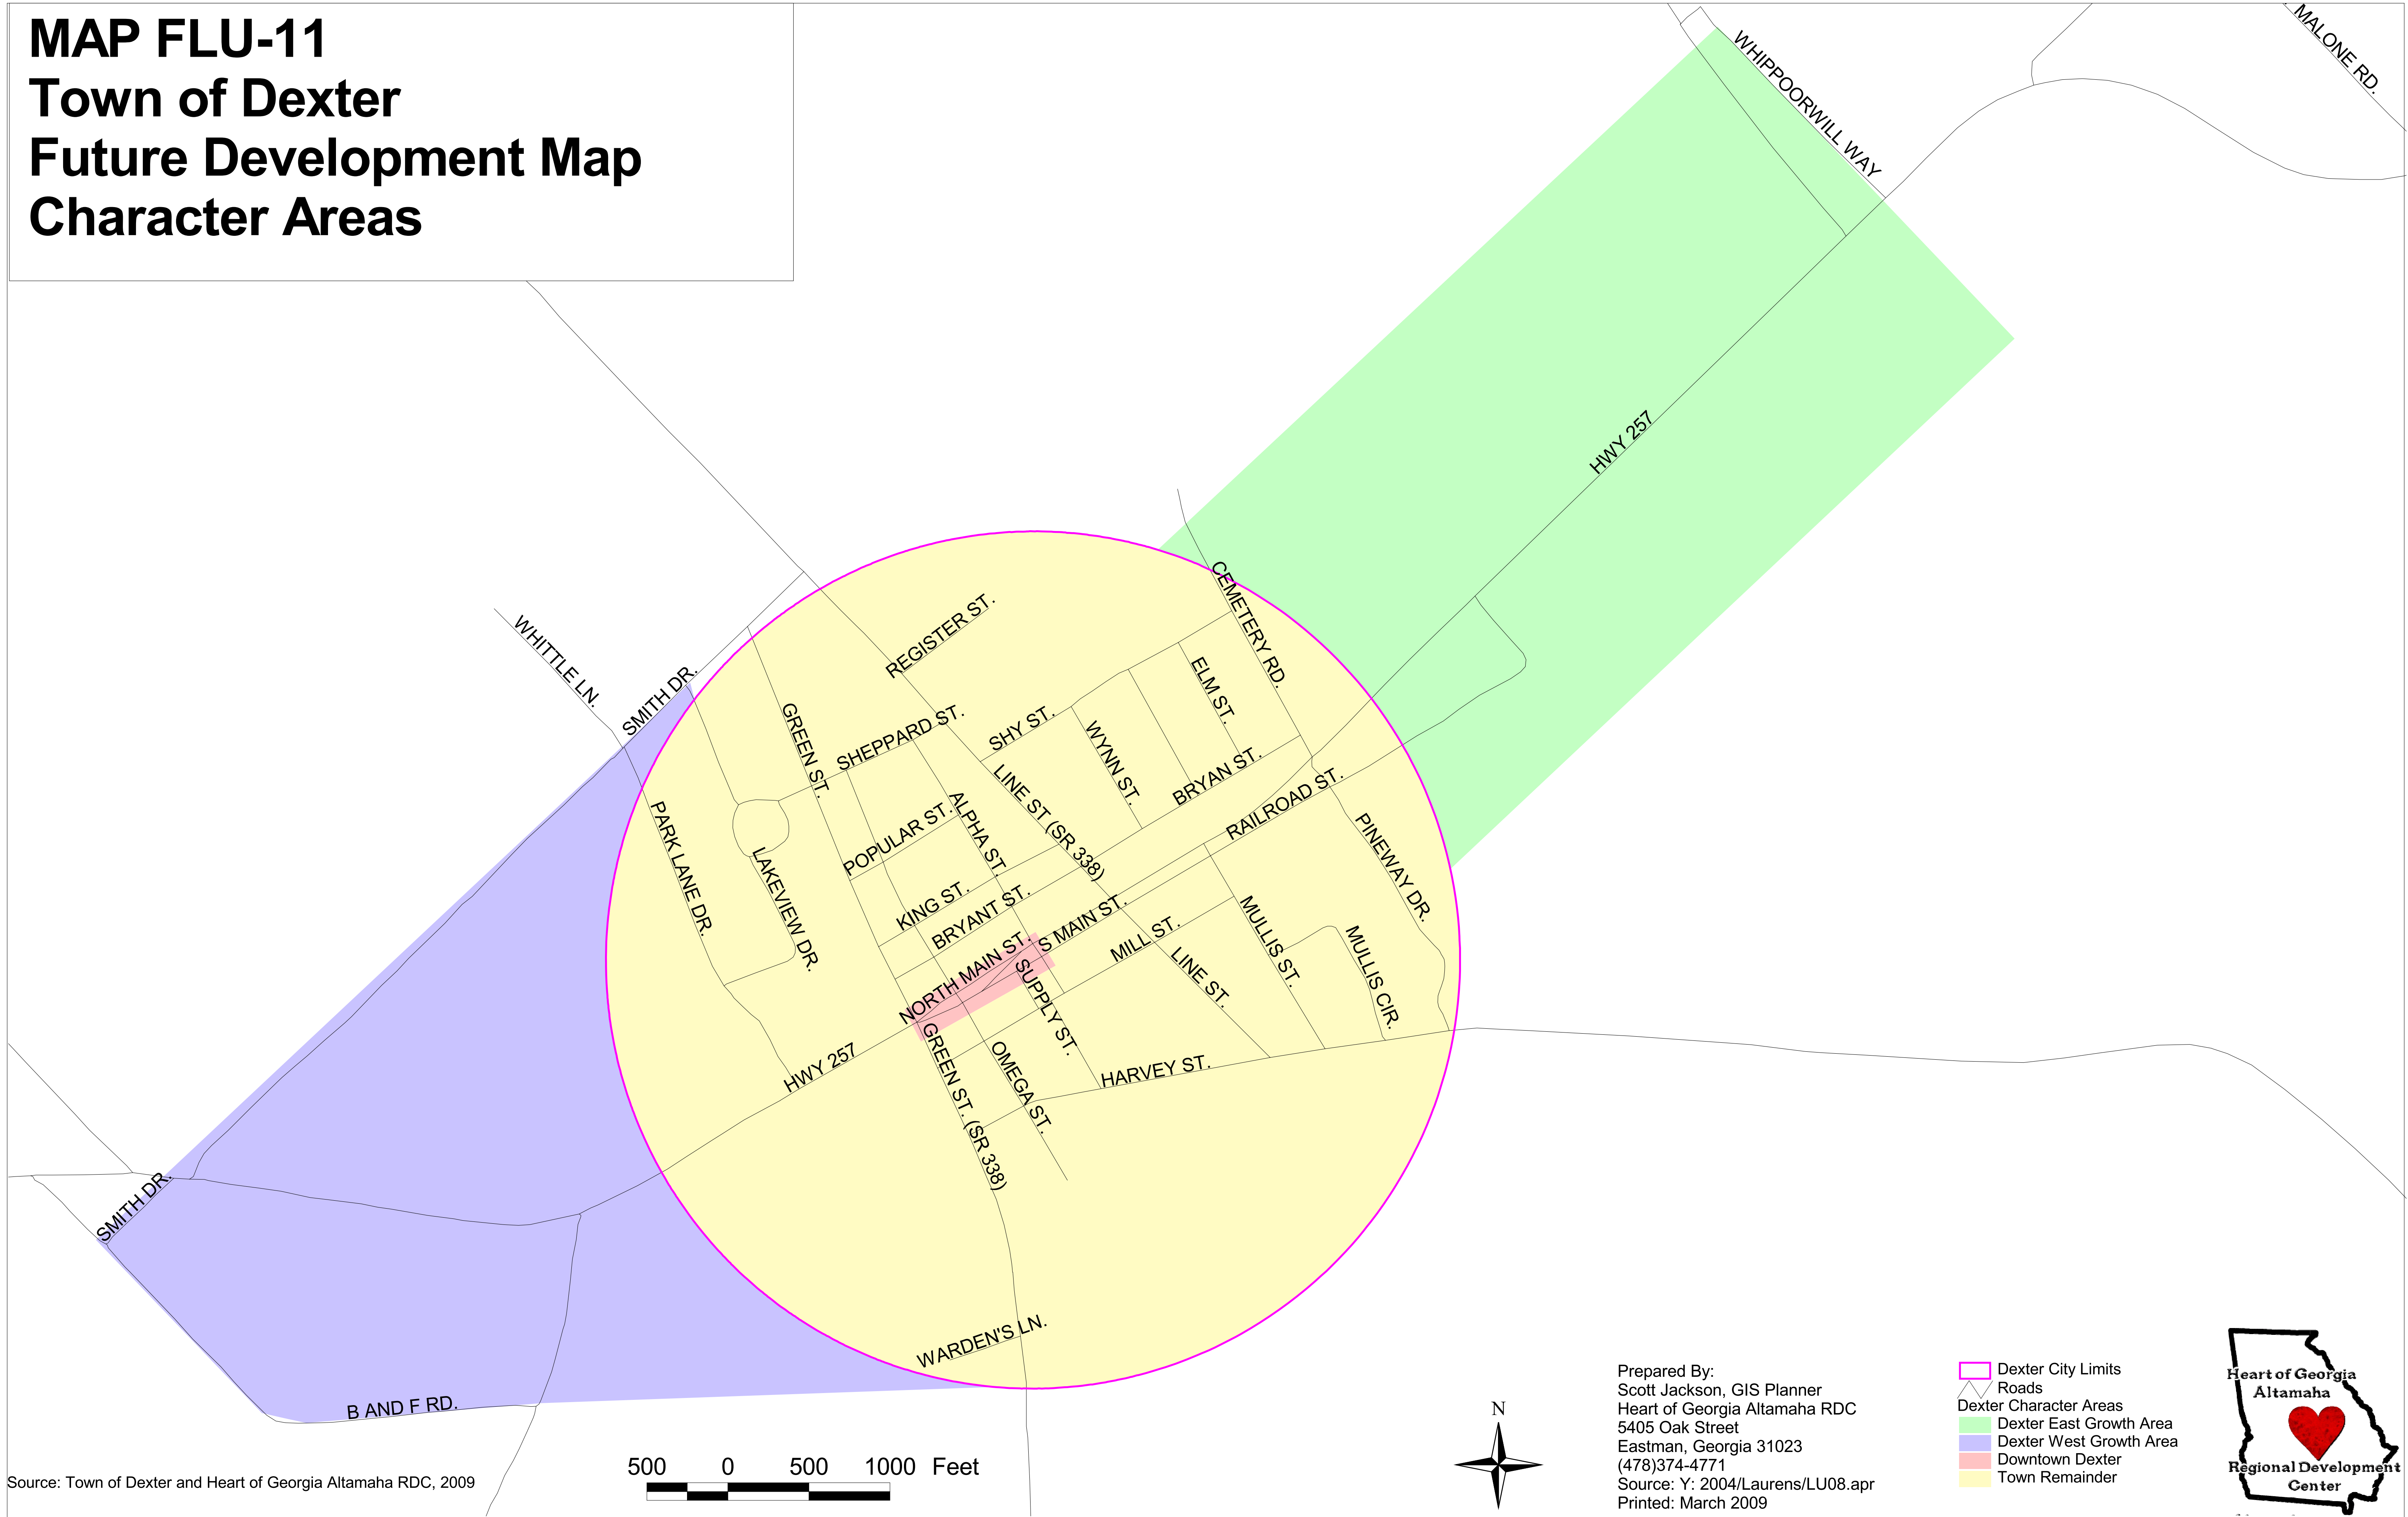 MAP FLU-11
Town of Dexter
Future Development Map
Character Areas
MALONE RD.
WHIPPOORWILL WAY
HWY 257
CEMETERY RD.
REGISTER ST.
WHITTLE LN.
SMITH DR.
ELM ST.
GREEN ST.
SHEPPARD ST.
SHY ST.
WYNN ST.
BRYAN ST.
LINE ST (SR 338)
RAILROAD ST.
PARK LANE DR.
POPULAR ST.
ALPHA ST.
LAKEVIEW DR.
PINEWAY DR.
KING ST.
BRYANT ST.
S MAIN ST.
MULLIS ST.
MILL ST.
MULLIS CIR.
NORTH MAIN ST.
SUPPLY ST.
LINE ST.
HWY 257
GREEN ST. (SR 338)
OMEGA ST.
HARVEY ST.
SMITH DR.
WARDEN'S LN.
B AND F RD.
Source: Town of Dexter and Heart of Georgia Altamaha RDC, 2009
500 0 500 1000 Feet
N
Prepared By:
Scott Jackson, GIS Planner
Heart of Georgia Altamaha RDC
5405 Oak Street
Eastman, Georgia 31023
(478)374-4771
Source: Y: 2004/Laurens/LU08.apr
Printed: March 2009
Dexter City Limits
Roads
Dexter Character Areas
Dexter East Growth Area
Dexter West Growth Area
Downtown Dexter
Town Remainder
Heart of Georgia
Altamaha
Regional Development
Center